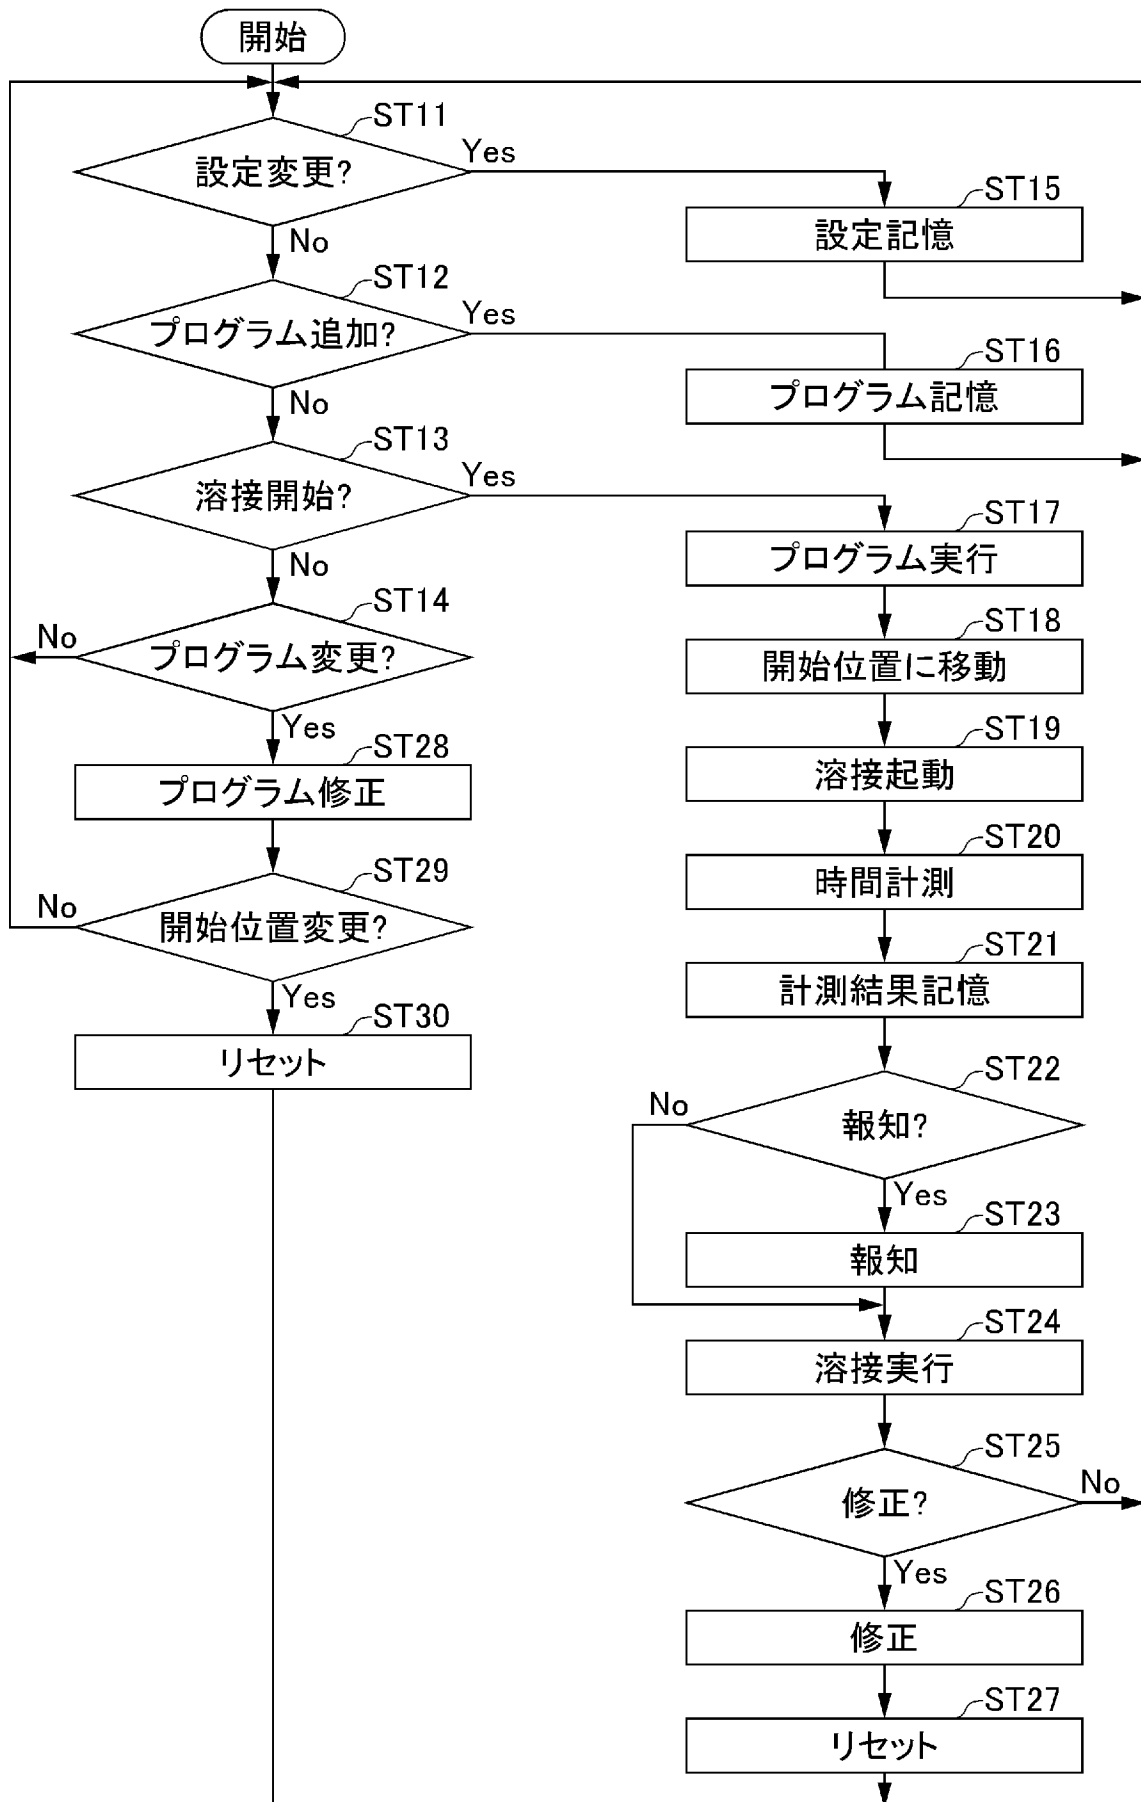 開始
ST11
設定変更?
Yes
No
ST15
設定記憶
ST12
プログラム追加?
Yes
No
ST16
プログラム記憶
ST13
溶接開始?
Yes
No
ST17
プログラム実行
ST14
プログラム変更?
No
Yes
ST18
開始位置に移動
ST28
プログラム修正
ST19
溶接起動
ST29
開始位置変更?
No
Yes
ST20
時間計測
ST21
計測結果記憶
ST30
リセット
ST22
報知?
No
Yes
ST23
報知
ST24
溶接実行
ST25
修正?
No
Yes
ST26
修正
ST27
リセット